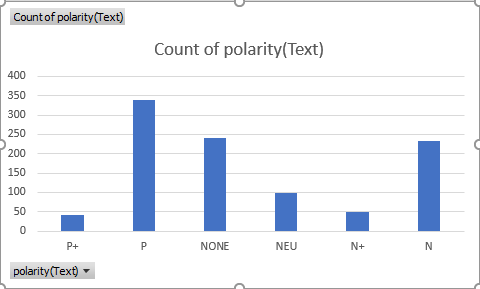 Count of polarity(Text)
Count of polarity(Text)
400
350
300
250
200
150
100
50
0
P+ P NONE NEU N+ N
polarity(Text)